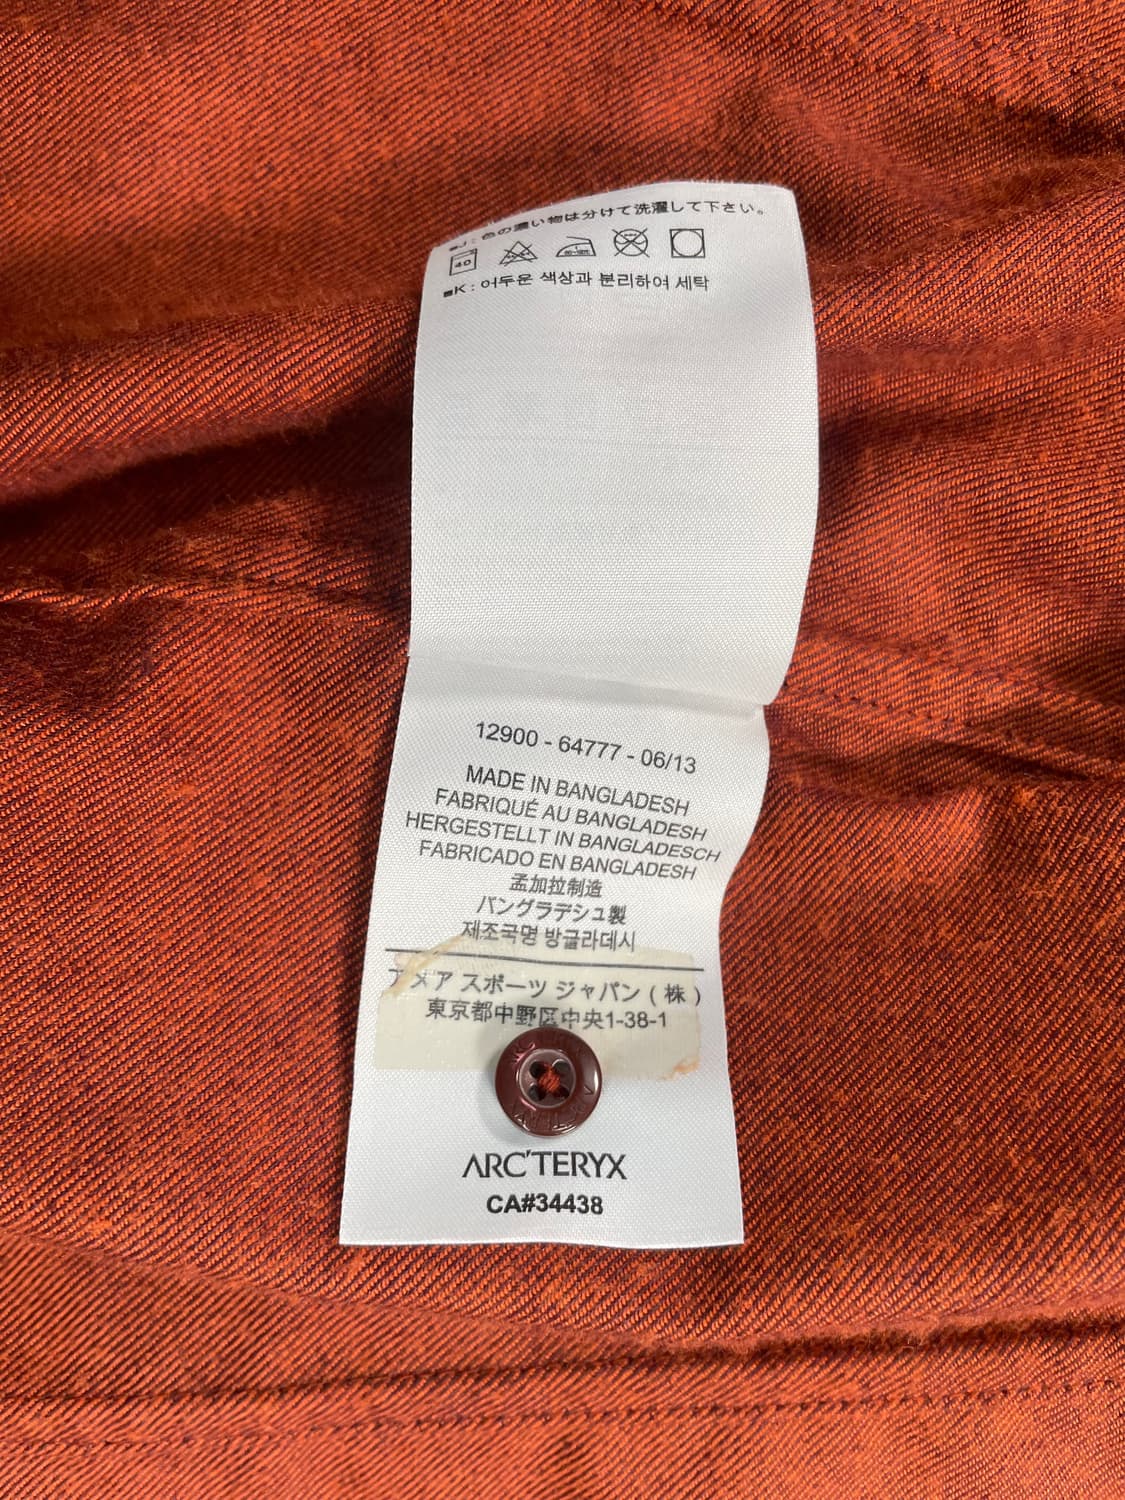 J : 色の濃い物は分けて洗濯して下さい。
40
K : 어두운 색상과 분리하여 세탁
12900 - 64777 - 06/13
MADE IN BANGLADESH
FABRIQUÉ AU BANGLADESH
HERGESTELLT IN BANGLADESCH
FABRICADO EN BANGLADESH
孟加拉制造
バングラデシュ製
제조국명 방글라데시
アメア スポーツ ジャパン ( 株 )
東京都中野区中央1-38-1
ARC'TERYX
CA#34438